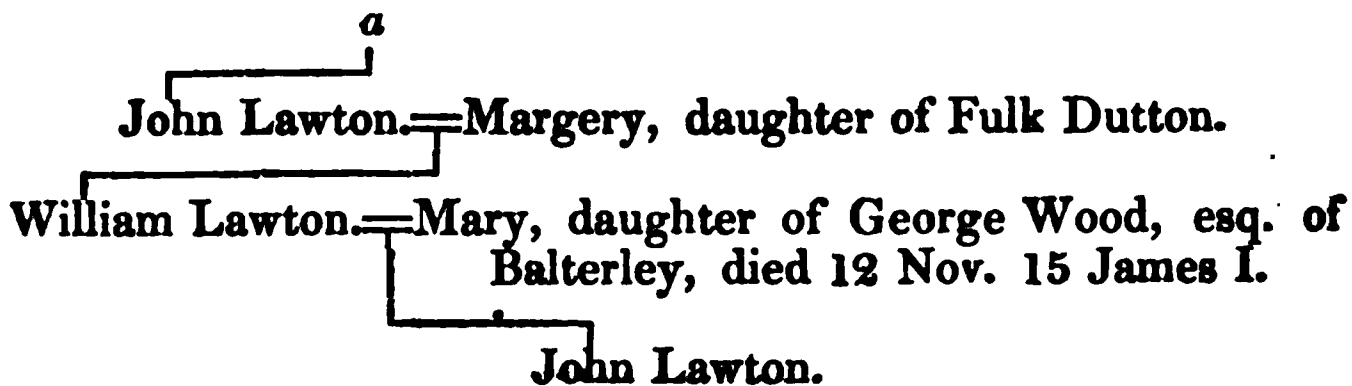 a
John Lawton.=Margery, daughter of Fulk Dutton.
William Lawton.=Mary, daughter of George Wood, esq. of
Balterley, died 12 Nov. 15 James I.
John Lawton.